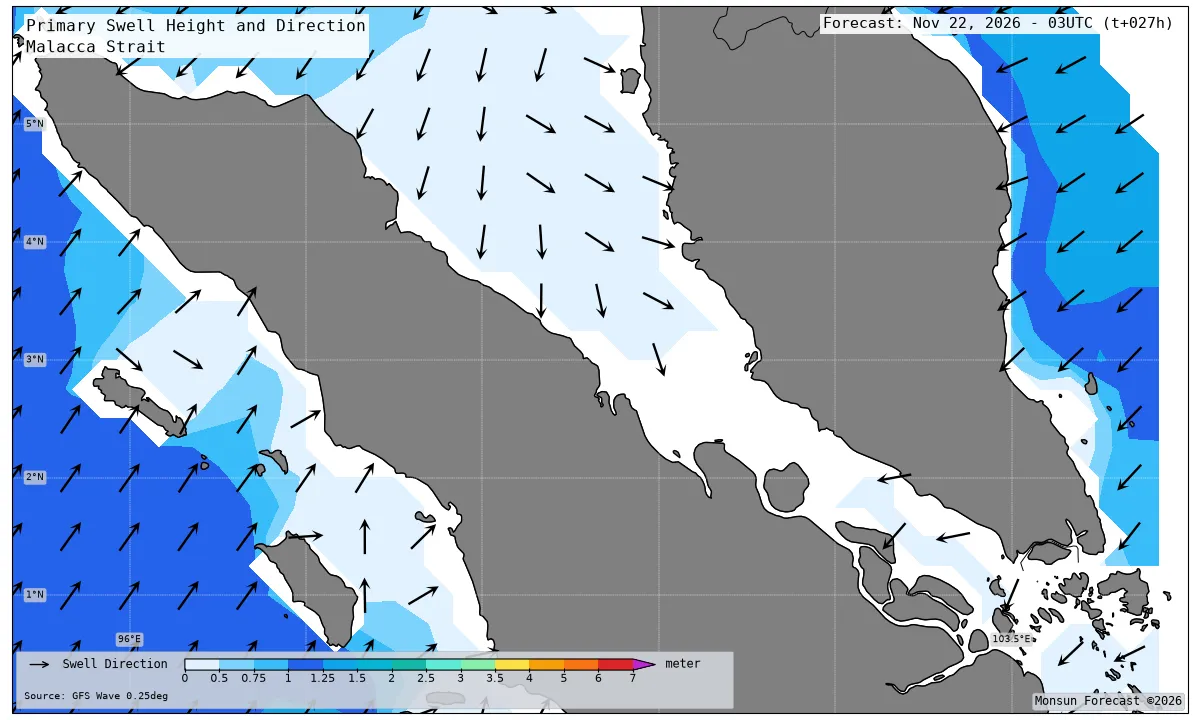 Primary Swell Height and Direction
Malacca Strait
Forecast: Nov 22, 2026 - 03UTC (t+027h)
5°N
4°N
3°N
2°N
1°N
96°E
103.5°E
Swell Direction
0 0.5 0.75 1 1.25 1.5 2 2.5 3 3.5 4 5 6 7
meter
Source: GFS Wave 0.25deg
Monsun Forecast ©2026